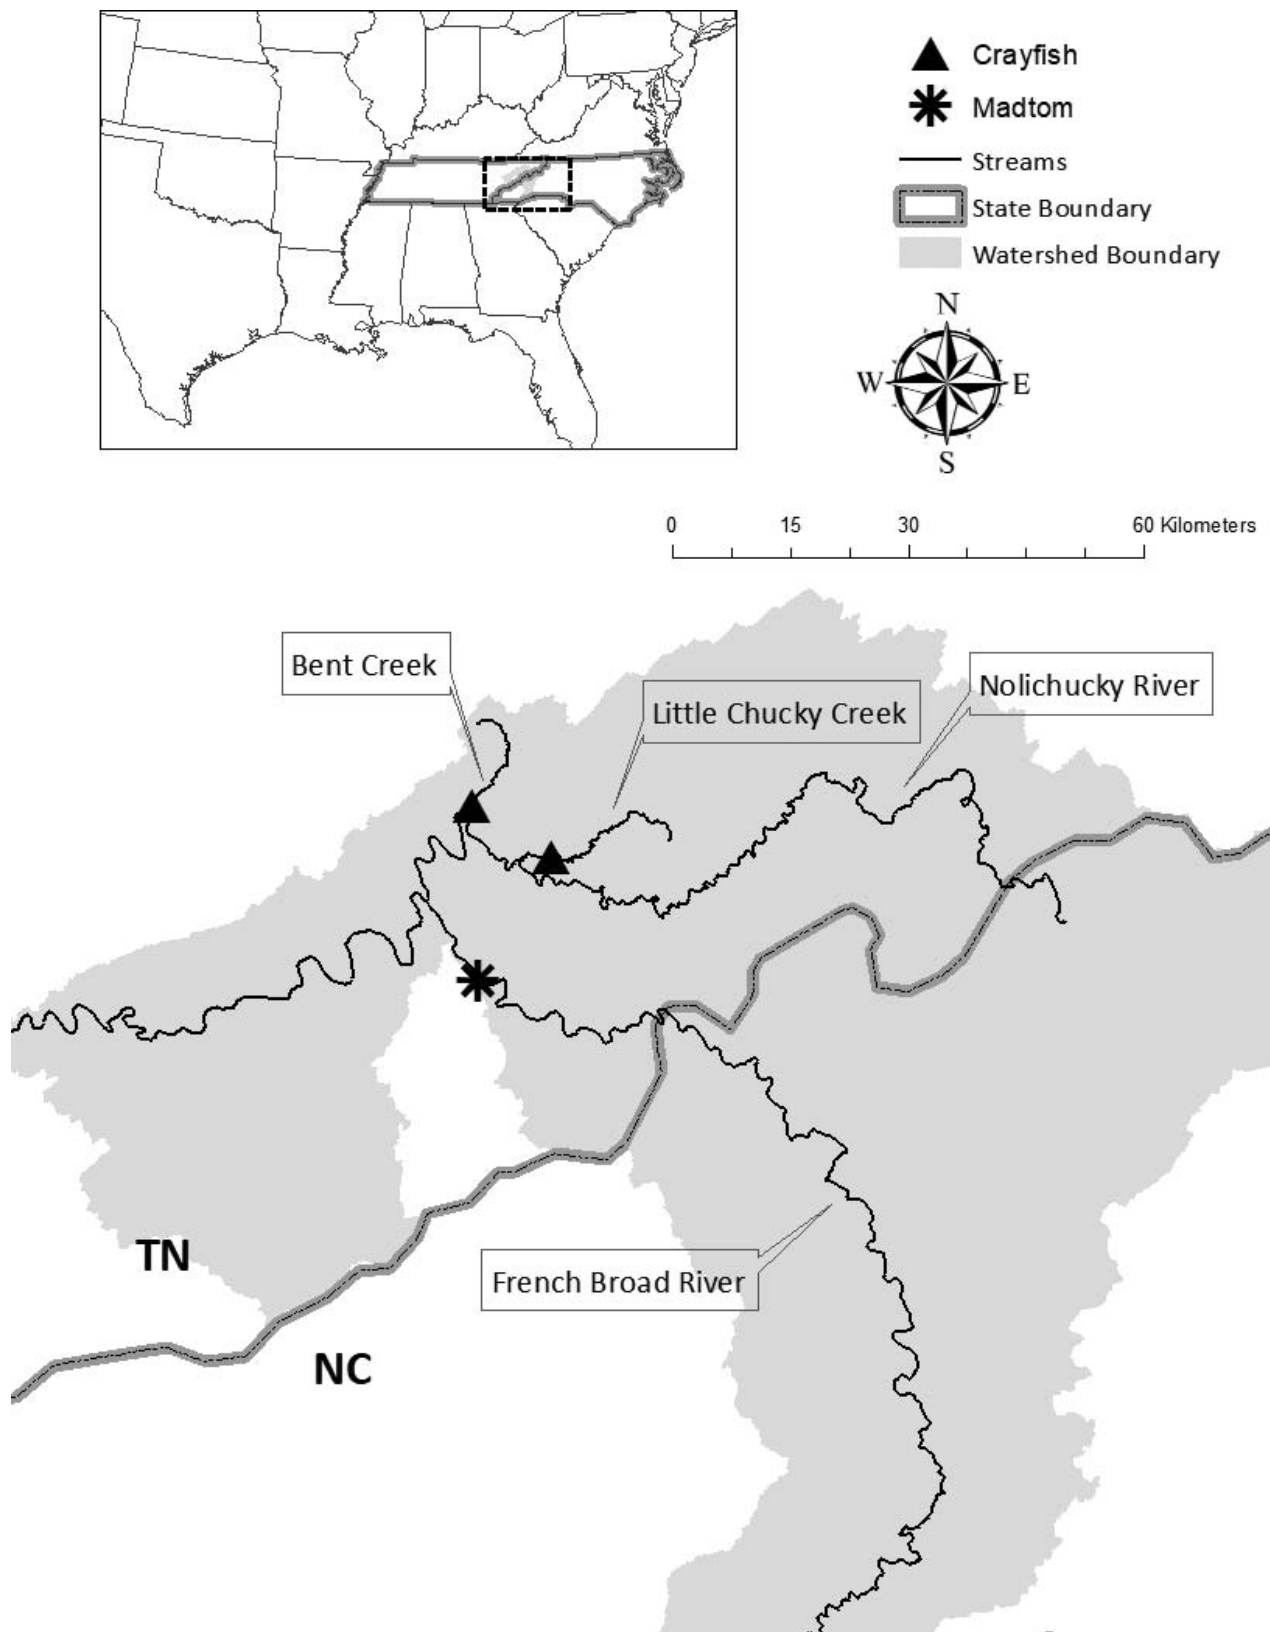 Crayfish
Madtom
Streams
State Boundary
Watershed Boundary
N
W
E
S
0 15 30 60 Kilometers
Bent Creek
Little Chucky Creek
Nolichucky River
French Broad River
TN
NC